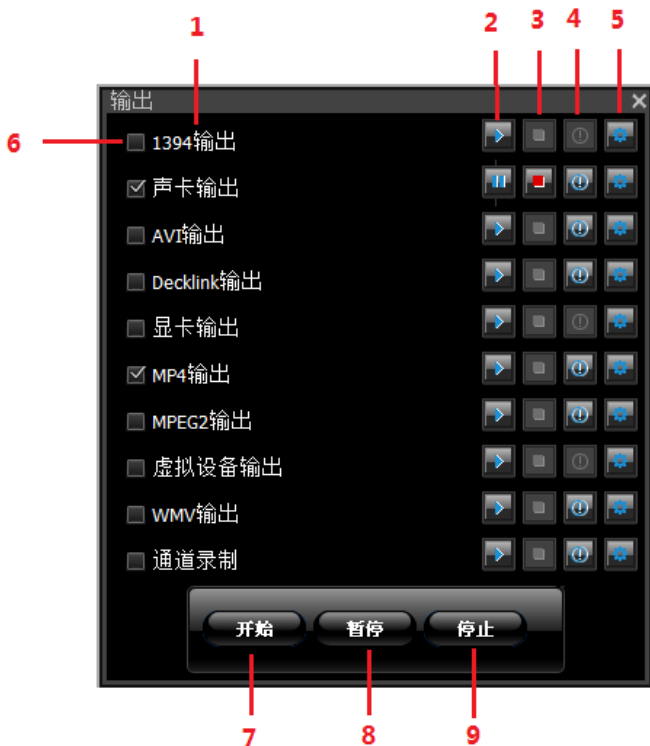 1
2
3
4
5
输出
6
1394输出
声卡输出
AVI输出
Decklink输出
显卡输出
MP4输出
MPEG2输出
虚拟设备输出
WMV输出
通道录制
开始 暂停 停止
7
8
9